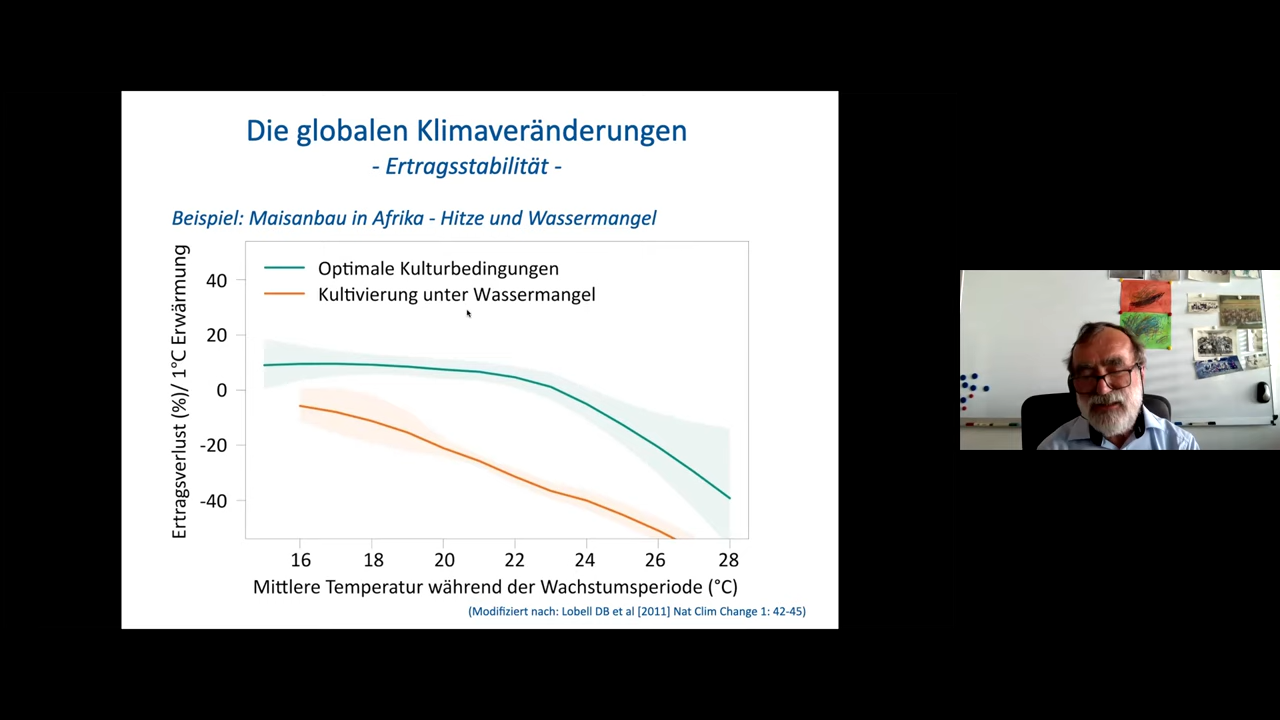 Die globalen Klimaveränderungen
- Ertragsstabilität -
Beispiel: Maisanbau in Afrika - Hitze und Wassermangel
Ertragsverlust (%)/ 1°C Erwärmung
40
20
0
-20
-40
Optimale Kulturbedingungen
Kultivierung unter Wassermangel
16 18 20 22 24 26 28
Mittlere Temperatur während der Wachstumsperiode (°C)
(Modifiziert nach: Lobell DB et al [2011] Nat Clim Change 1: 42-45)